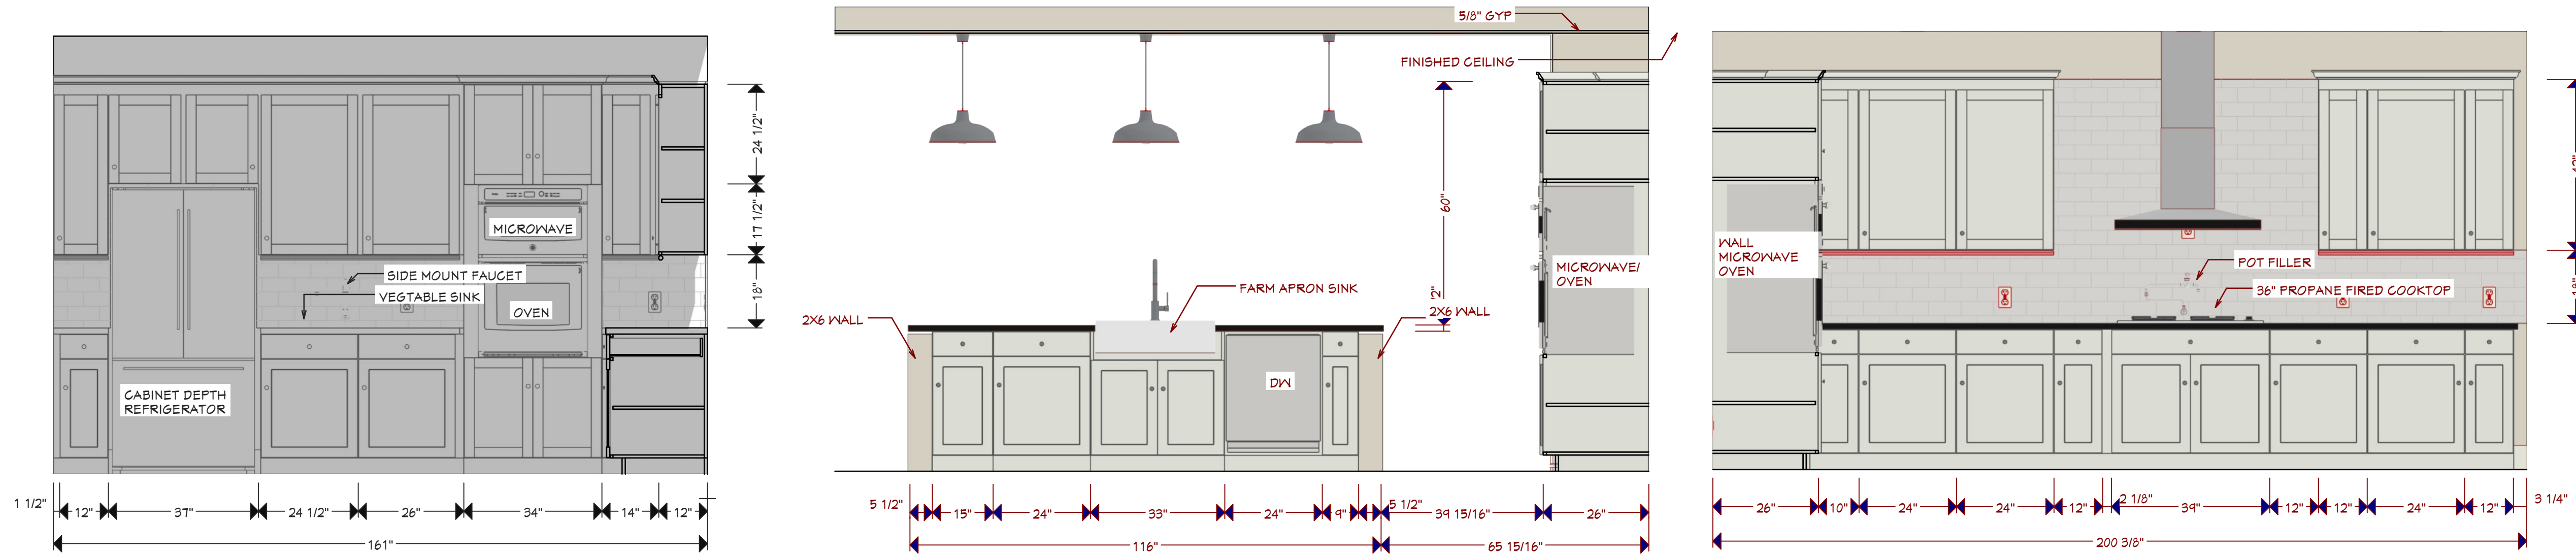 24 1/2"
17 1/2"
18"
MICROWAVE
SIDE MOUNT FAUCET
VEGTABLE SINK
OVEN
CABINET DEPTH
REFRIGERATOR
1 1/2"
12"
37"
24 1/2"
26"
34"
14"
12"
161"
5/8" GYP
FINISHED CEILING
60"
MICROWAVE/
OVEN
FARM APRON SINK
2X6 WALL
2X6 WALL
DW
5 1/2"
15"
24"
33"
24"
9"
5 1/2"
39 15/16"
26"
116"
65 15/16"
WALL
MICROWAVE
OVEN
POT FILLER
36" PROPANE FIRED COOKTOP
26"
10"
24"
24"
12"
2 1/8"
39"
12"
12"
24"
12"
3 1/4"
200 3/8"